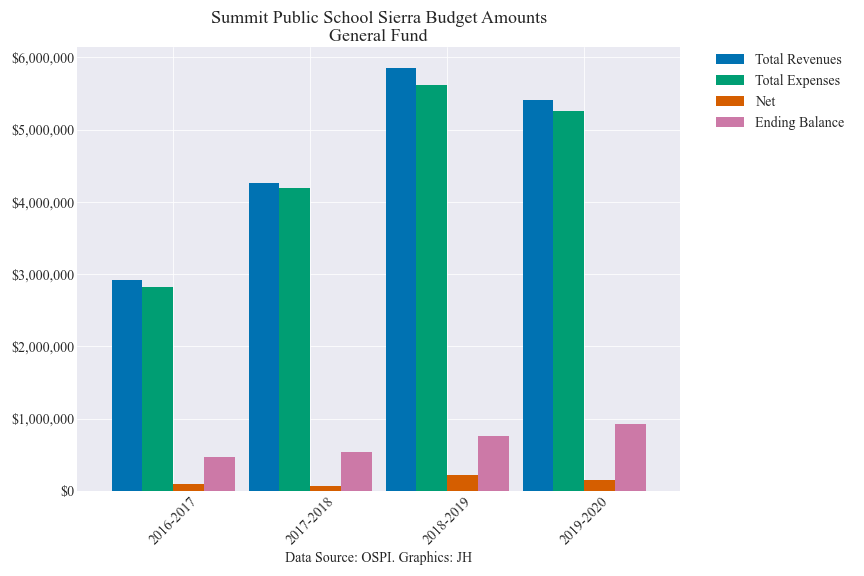 Summit Public School Sierra Budget Amounts
General Fund
$6,000,000
$5,000,000
$4,000,000
$3,000,000
$2,000,000
$1,000,000
$0
2016-2017
2017-2018
2018-2019
2019-2020
Data Source: OSPI. Graphics: JH
Total Revenues
Total Expenses
Net
Ending Balance